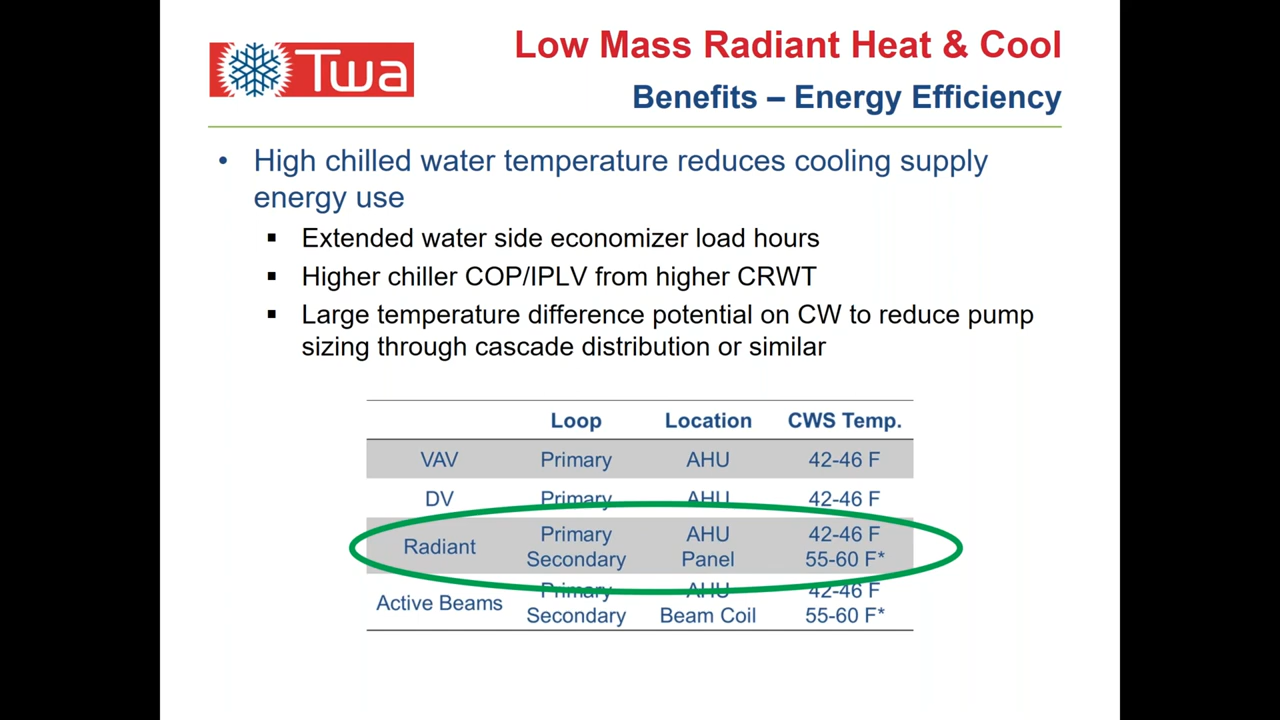 Twa
Low Mass Radiant Heat & Cool
Benefits – Energy Efficiency
• High chilled water temperature reduces cooling supply
energy use
▪ Extended water side economizer load hours
▪ Higher chiller COP/IPLV from higher CRWT
▪ Large temperature difference potential on CW to reduce pump
sizing through cascade distribution or similar
Loop Location CWS Temp.
VAV Primary AHU 42-46 F
DV Primary AHU 42-46 F
Radiant
Primary AHU 42-46 F
Secondary Panel 55-60 F*
Active Beams
Primary AHU 42-46 F
Secondary Beam Coil 55-60 F*